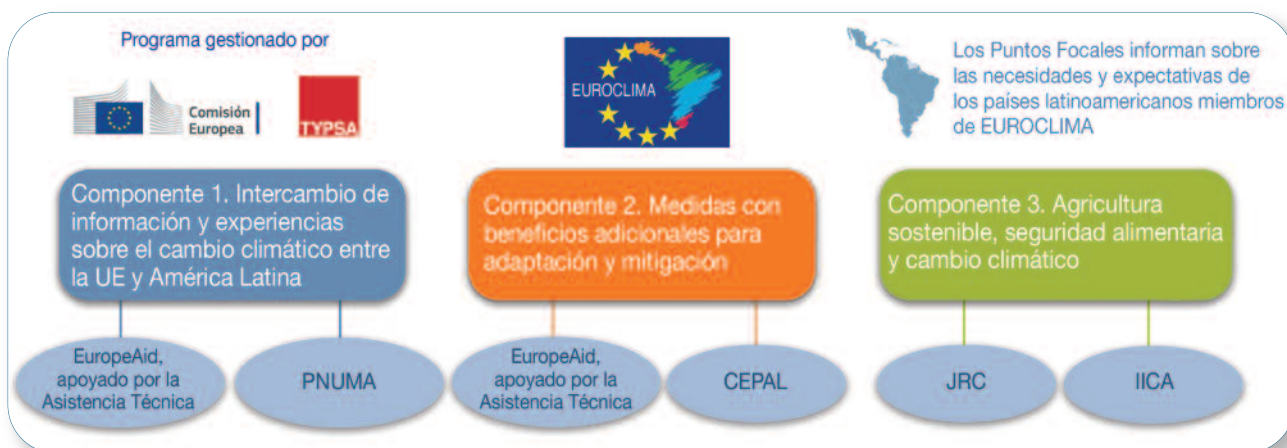 Programa gestionado por
Comisión
Europea
TYPSA
EUROCLIMA
Los Puntos Focales informan sobre
las necesidades y expectativas de
los países latinoamericanos miembros
de EUROCLIMA
Componente 1. Intercambio de
información y experiencias
sobre el cambio climático entre
la UE y América Latina
Componente 2. Medidas con
beneficios adicionales para
adaptación y mitigación
Componente 3. Agricultura
sostenible, seguridad alimentaria
y cambio climático
EuropeAid,
apoyado por la
Asistencia Técnica
PNUMA
EuropeAid,
apoyado por la
Asistencia Técnica
CEPAL
JRC
IICA